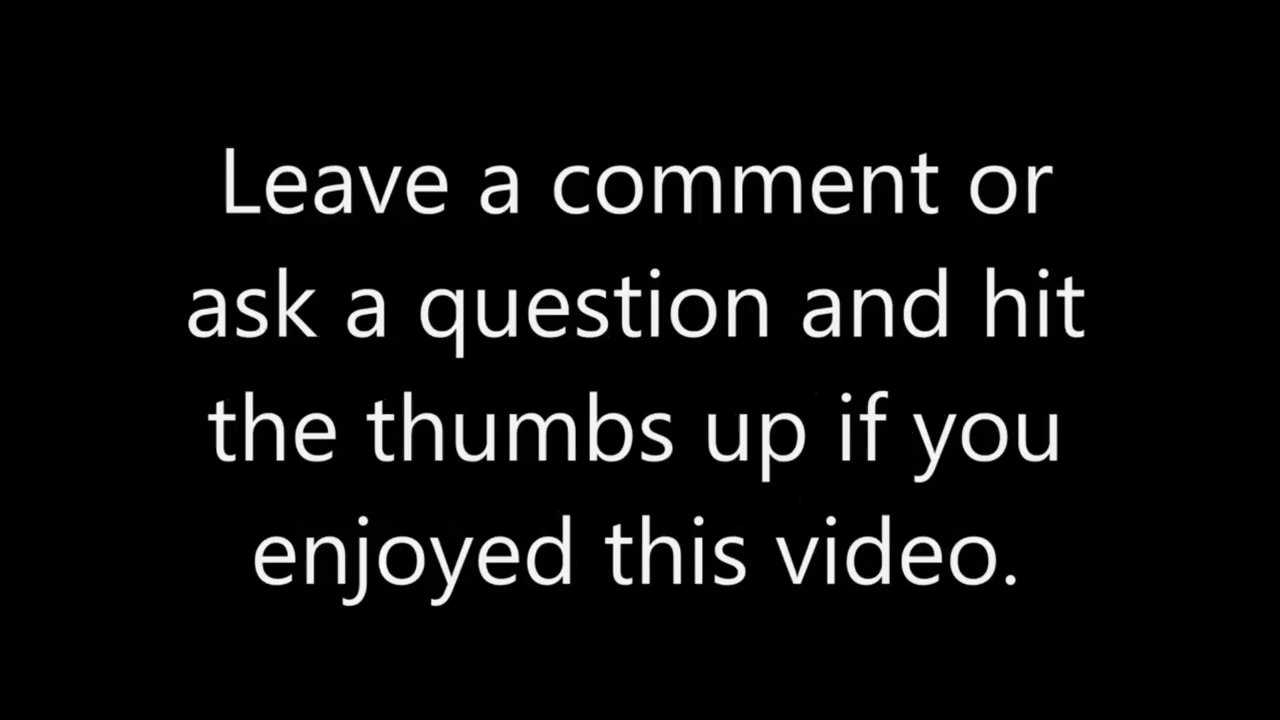 Leave a comment or
ask a question and hit
the thumbs up if you
enjoyed this video.